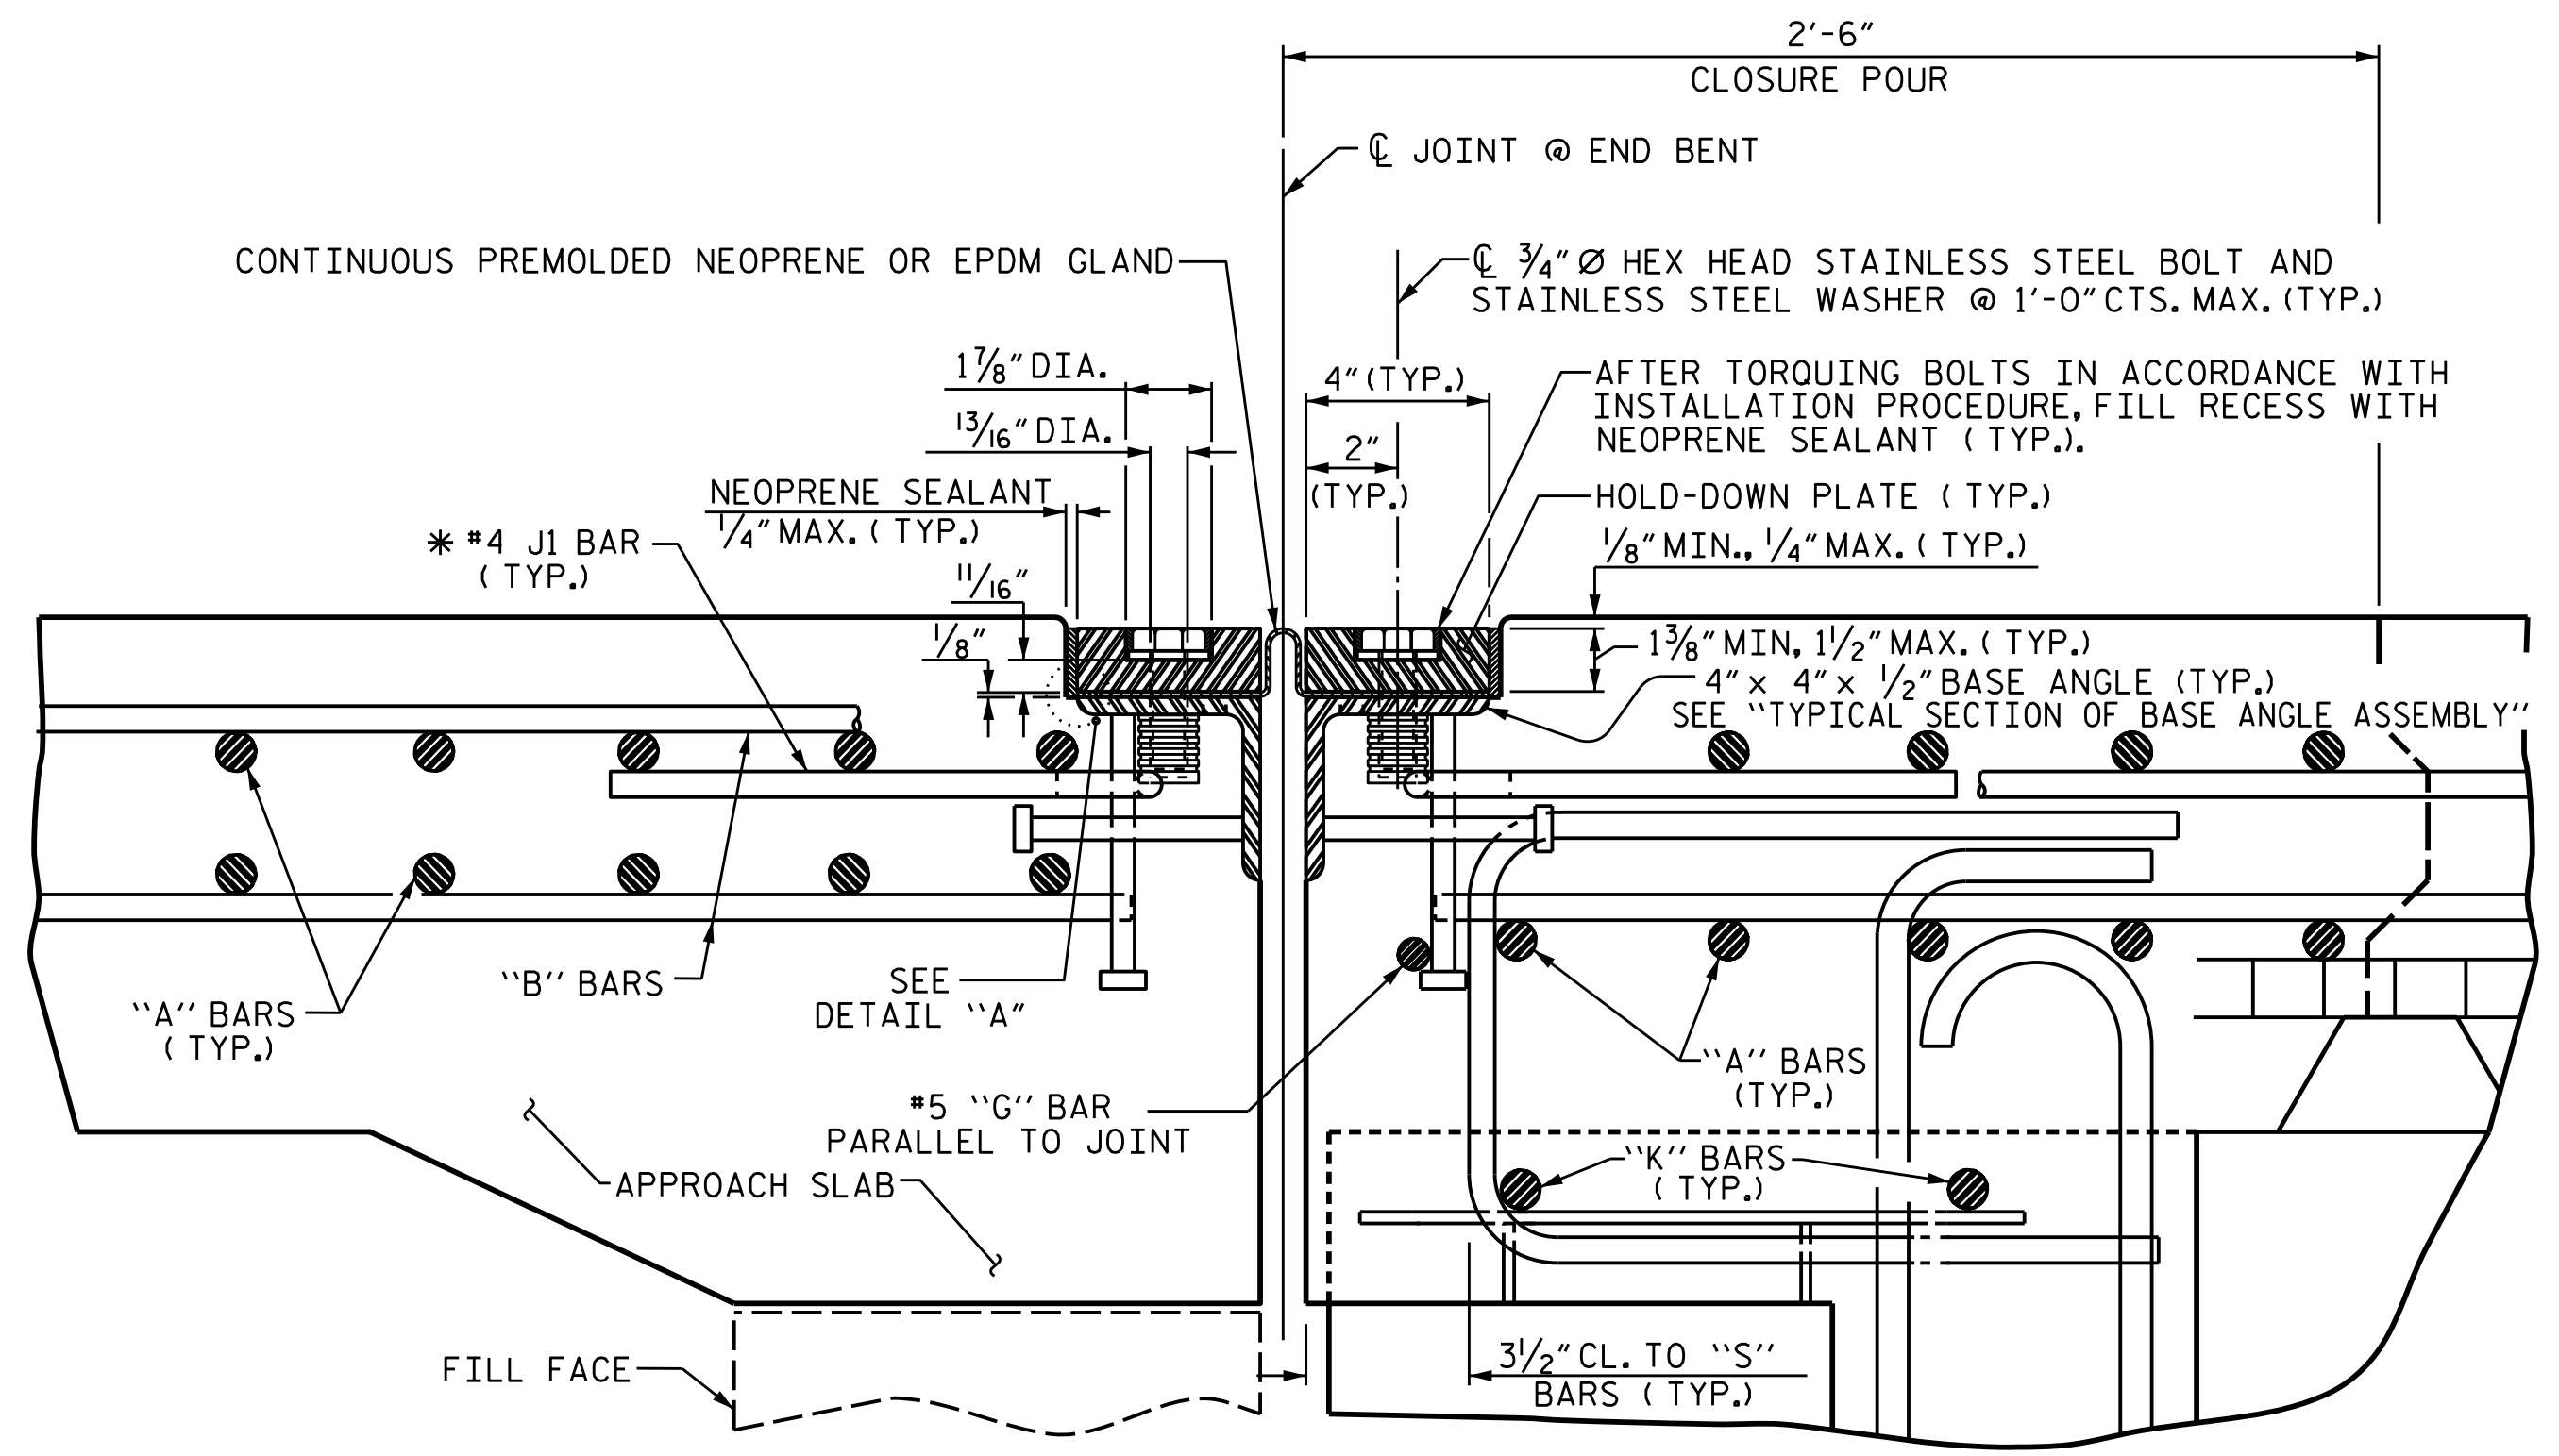 2'-6"
CLOSURE POUR
℄ JOINT @ END BENT
CONTINUOUS PREMOLDED NEOPRENE OR EPDM GLAND
℄ 3/4" Ø HEX HEAD STAINLESS STEEL BOLT AND
STAINLESS STEEL WASHER @ 1'-0" CTS. MAX. (TYP.)
1 7/8" DIA.
4" (TYP.)
AFTER TORQUING BOLTS IN ACCORDANCE WITH
INSTALLATION PROCEDURE, FILL RECESS WITH
NEOPRENE SEALANT (TYP.).
13/16" DIA.
2"
(TYP.)
NEOPRENE SEALANT
1/4" MAX. (TYP.)
HOLD-DOWN PLATE (TYP.)
* #4 J1 BAR
(TYP.)
1/8" MIN., 1/4" MAX. (TYP.)
11/16"
1/8"
1 3/8" MIN, 1 1/2" MAX. (TYP.)
4" x 4" x 1/2" BASE ANGLE (TYP.)
SEE "TYPICAL SECTION OF BASE ANGLE ASSEMBLY"
"B" BARS
SEE
DETAIL "A"
"A" BARS
(TYP.)
"A" BARS
(TYP.)
#5 "G" BAR
PARALLEL TO JOINT
"K" BARS
(TYP.)
APPROACH SLAB
FILL FACE
3 1/2" CL. TO "S"
BARS (TYP.)